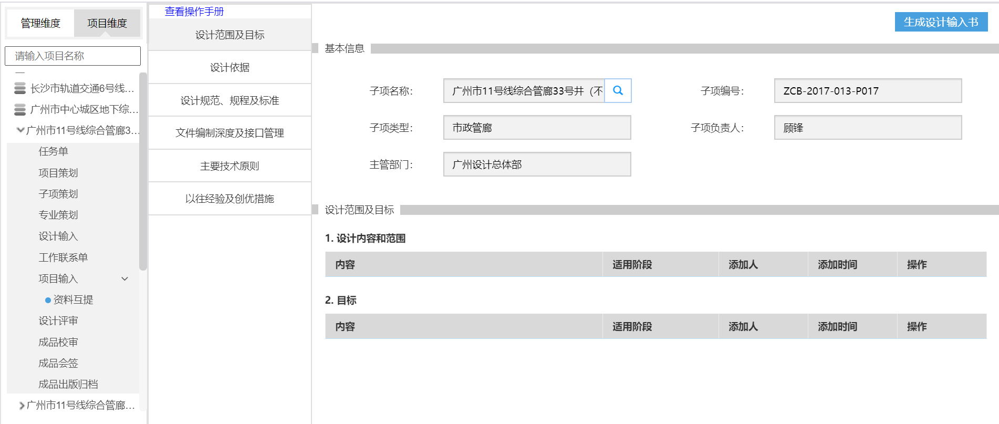 管理维度
项目维度
请输入项目名称
长沙市轨道交通6号线...
广州市中心城区地下综...
广州市11号线综合管廊3...
任务单
项目策划
子项策划
专业策划
设计输入
工作联系单
项目输入
资料互提
设计评审
成品校审
成品会签
成品出版归档
广州市11号线综合管廊...
查看操作手册
设计范围及目标
设计依据
设计规范、规程及标准
文件编制深度及接口管理
主要技术原则
以往经验及创优措施
生成设计输入书
基本信息
子项名称： 广州市11号线综合管廊33号井（不 子项编号： ZCB-2017-013-P017
子项类型： 市政管廊 子项负责人： 顾锋
主管部门： 广州设计总体部
设计范围及目标
1. 设计内容和范围
内容 适用阶段 添加人 添加时间 操作
2. 目标
内容 适用阶段 添加人 添加时间 操作